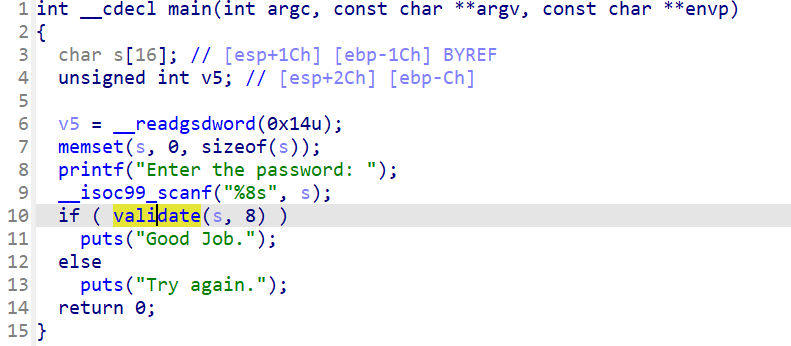 1 int __cdecl main(int argc, const char **argv, const char **envp)
2 {
3   char s[16]; // [esp+1Ch] [ebp-1Ch] BYREF
4   unsigned int v5; // [esp+2Ch] [ebp-Ch]
5
6   v5 = __readgsdword(0x14u);
7   memset(s, 0, sizeof(s));
8   printf("Enter the password: ");
9   __isoc99_scanf("%8s", s);
10   if ( validate(s, 8) )
11     puts("Good Job.");
12   else
13     puts("Try again.");
14   return 0;
15 }